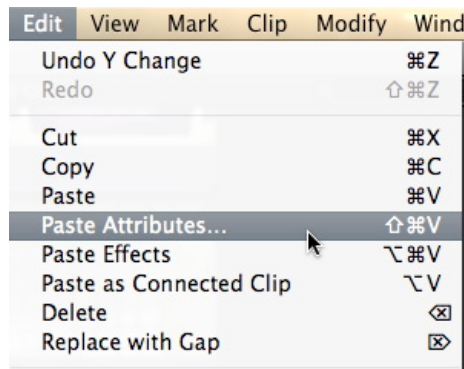 Edit View Mark Clip Modify Wind
Undo Y Change ⌘Z
Redo ⇧⌘Z
Cut ⌘X
Copy ⌘C
Paste ⌘V
Paste Attributes... ⇧⌘V
Paste Effects ⌥⌘V
Paste as Connected Clip ⌥V
Delete ⌫
Replace with Gap ⌦